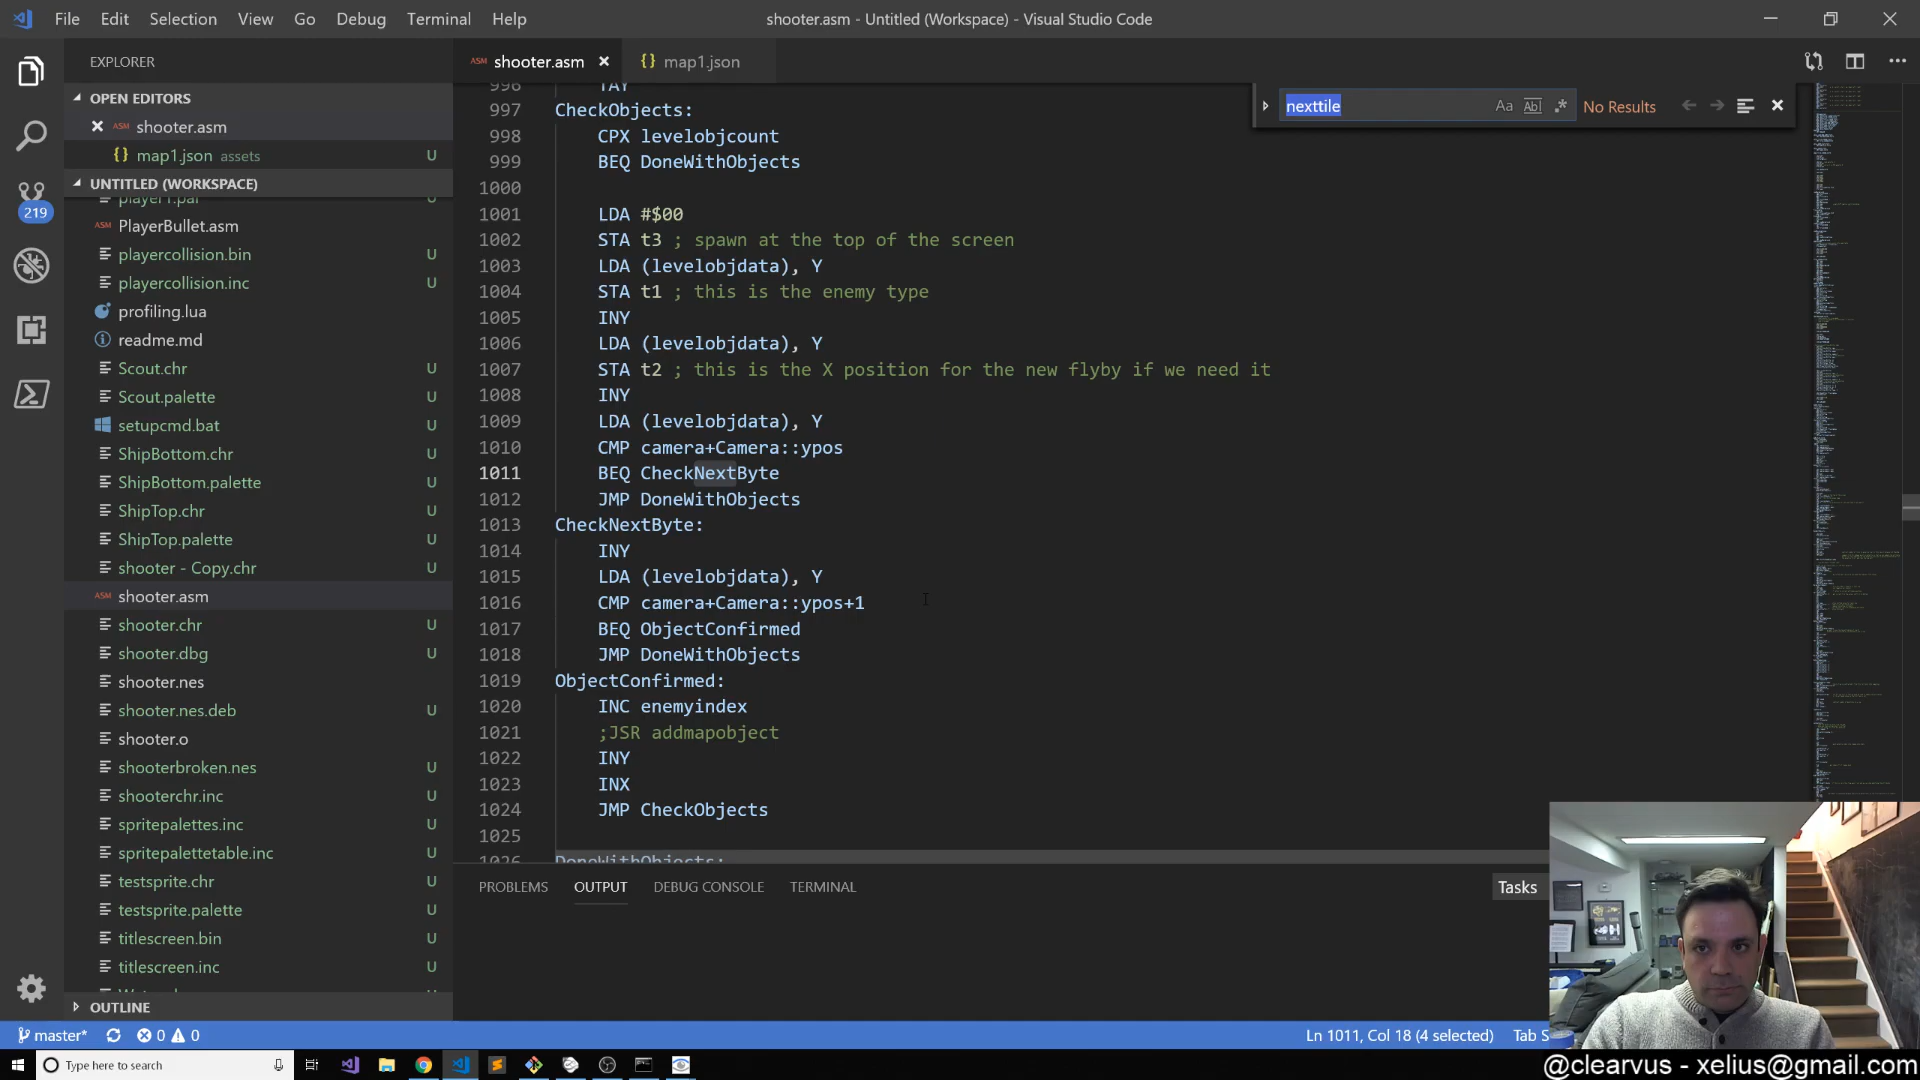 File Edit Selection View Go Debug Terminal Help
shooter.asm - Untitled (Workspace) - Visual Studio Code
EXPLORER
OPEN EDITORS
ASM shooter.asm
{} map1.json assets U
UNTITLED (WORKSPACE)
player1.pal U
ASM PlayerBullet.asm
playercollision.bin U
playercollision.inc U
profiling.lua
readme.md
Scout.chr U
Scout.palette U
setupcmd.bat U
ShipBottom.chr U
ShipBottom.palette U
ShipTop.chr U
ShipTop.palette U
shooter - Copy.chr U
ASM shooter.asm
shooter.chr U
shooter.dbg U
shooter.nes
shooter.nes.deb U
shooter.o
shooterbroken.nes U
shooterchr.inc U
spritepalettes.inc U
spritepalettetable.inc U
testsprite.chr U
testsprite.palette U
titlescreen.bin U
titlescreen.inc U
OUTLINE
219
ASM shooter.asm
{} map1.json
nexttile Aa Abl .* No Results
996 TAY
997 CheckObjects:
998 CPX levelobjcount
999 BEQ DoneWithObjects
1000
1001 LDA #$00
1002 STA t3 ; spawn at the top of the screen
1003 LDA (levelobjdata), Y
1004 STA t1 ; this is the enemy type
1005 INY
1006 LDA (levelobjdata), Y
1007 STA t2 ; this is the X position for the new flyby if we need it
1008 INY
1009 LDA (levelobjdata), Y
1010 CMP camera+Camera::ypos
1011 BEQ CheckNextByte
1012 JMP DoneWithObjects
1013 CheckNextByte:
1014 INY
1015 LDA (levelobjdata), Y
1016 CMP camera+Camera::ypos+1
1017 BEQ ObjectConfirmed
1018 JMP DoneWithObjects
1019 ObjectConfirmed:
1020 INC enemyindex
1021 ;JSR addmapobject
1022 INY
1023 INX
1024 JMP CheckObjects
1025
1026 DoneWithObjects:
PROBLEMS OUTPUT DEBUG CONSOLE TERMINAL
Tasks
master* 0 0
Ln 1011, Col 18 (4 selected) Tab S
Type here to search
@clearvus - xelius@gmail.com